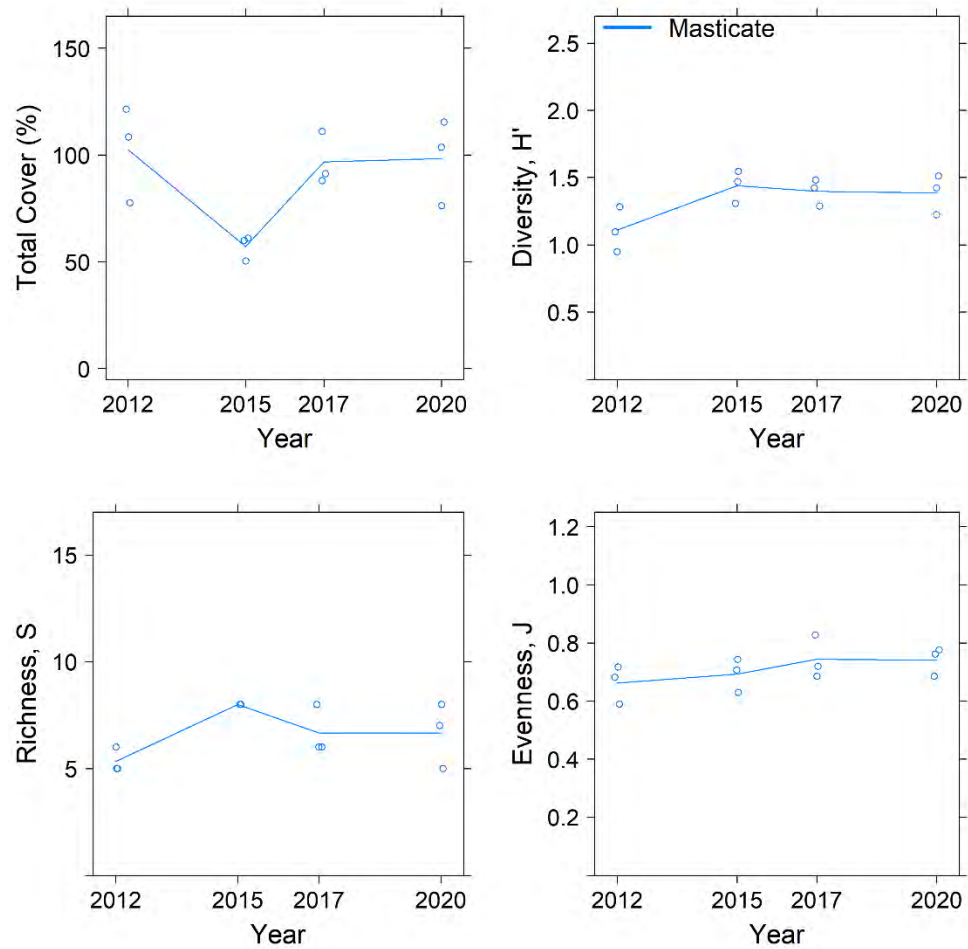 Total Cover (%)
150
100
50
0
2012 2015 2017 2020
Year
Masticate
Diversity, H'
2.5
2.0
1.5
1.0
0.5
2012 2015 2017 2020
Year
Richness, S
15
10
5
2012 2015 2017 2020
Year
Evenness, J
1.2
1.0
0.8
0.6
0.4
0.2
2012 2015 2017 2020
Year